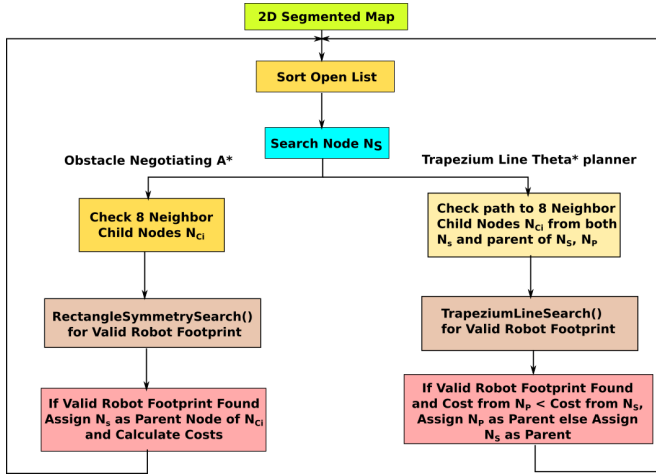 2D Segmented Map
Sort Open List
Search Node NS
Obstacle Negotiating A*
Trapezium Line Theta* planner
Check 8 Neighbor
Child Nodes NCi
Check path to 8 Neighbor
Child Nodes NCi from both
Ns and parent of NS, NP
RectangleSymmetrySearch()
for Valid Robot Footprint
TrapeziumLineSearch()
for Valid Robot Footprint
If Valid Robot Footprint Found
Assign Ns as Parent Node of NCi
and Calculate Costs
If Valid Robot Footprint Found
and Cost from NP < Cost from NS,
Assign NP as Parent else Assign
NS as Parent